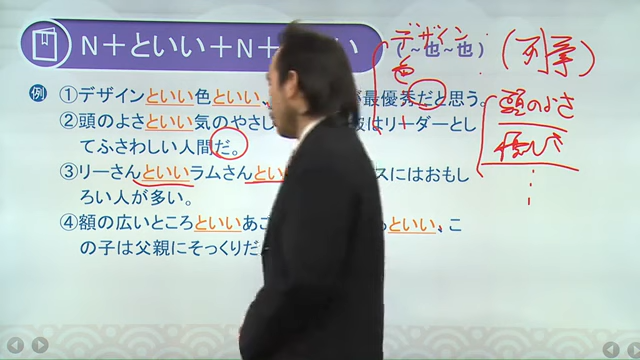 N＋といい＋N＋ い
(～也～也)
例 ①デザインといい色といい、 が最優秀だと思う。
②頭のよさといい気のやさし はリーダーとし
てふさわしい人間だ。
③リーさんといいラムさんとい スにはおもし
ろい人が多い。
④額の広いところといいあご といい、こ
の子は父親にそっくりだ
デザイン
色
(列挙)
頭のよさ
優しさ